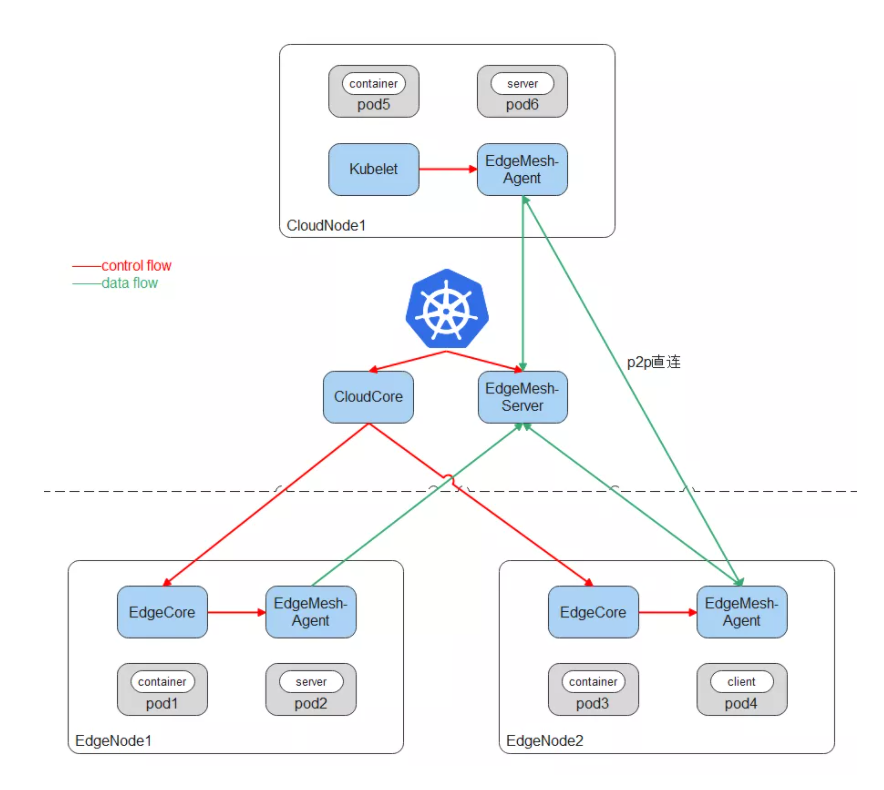 container
pod5
server
pod6
Kubelet
EdgeMesh-
Agent
CloudNode1
control flow
data flow
p2p直连
CloudCore
EdgeMesh-
Server
EdgeCore
EdgeMesh-
Agent
container
pod1
server
pod2
EdgeNode1
EdgeCore
EdgeMesh-
Agent
container
pod3
client
pod4
EdgeNode2